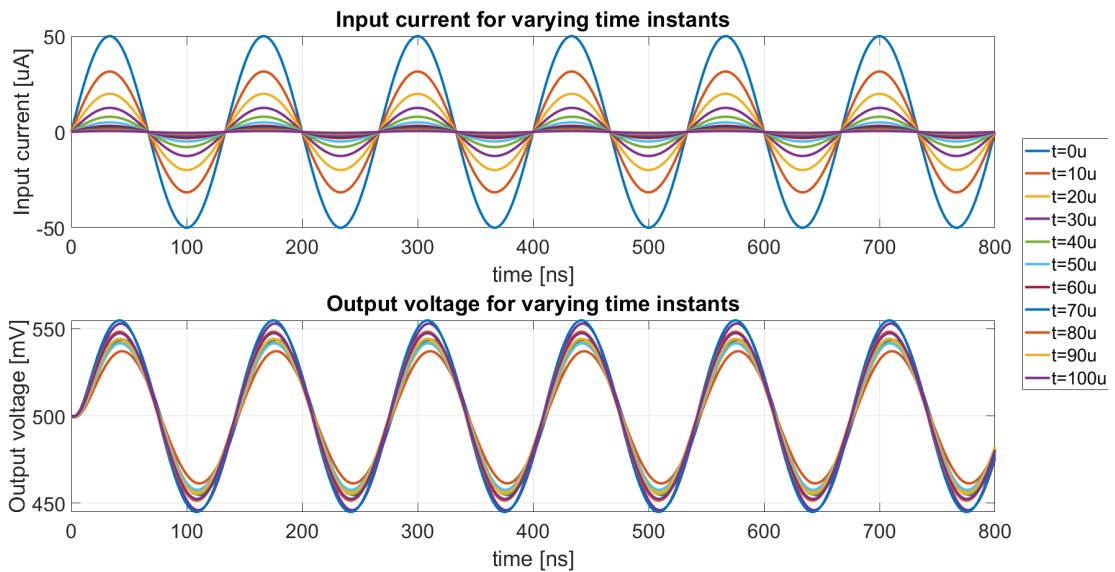 Input current for varying time instants
Input current [uA]
50
0
-50
0 100 200 300 400 500 600 700 800
time [ns]
Output voltage for varying time instants
Output voltage [mV]
550
500
450
0 100 200 300 400 500 600 700 800
time [ns]
t=0u
t=10u
t=20u
t=30u
t=40u
t=50u
t=60u
t=70u
t=80u
t=90u
t=100u